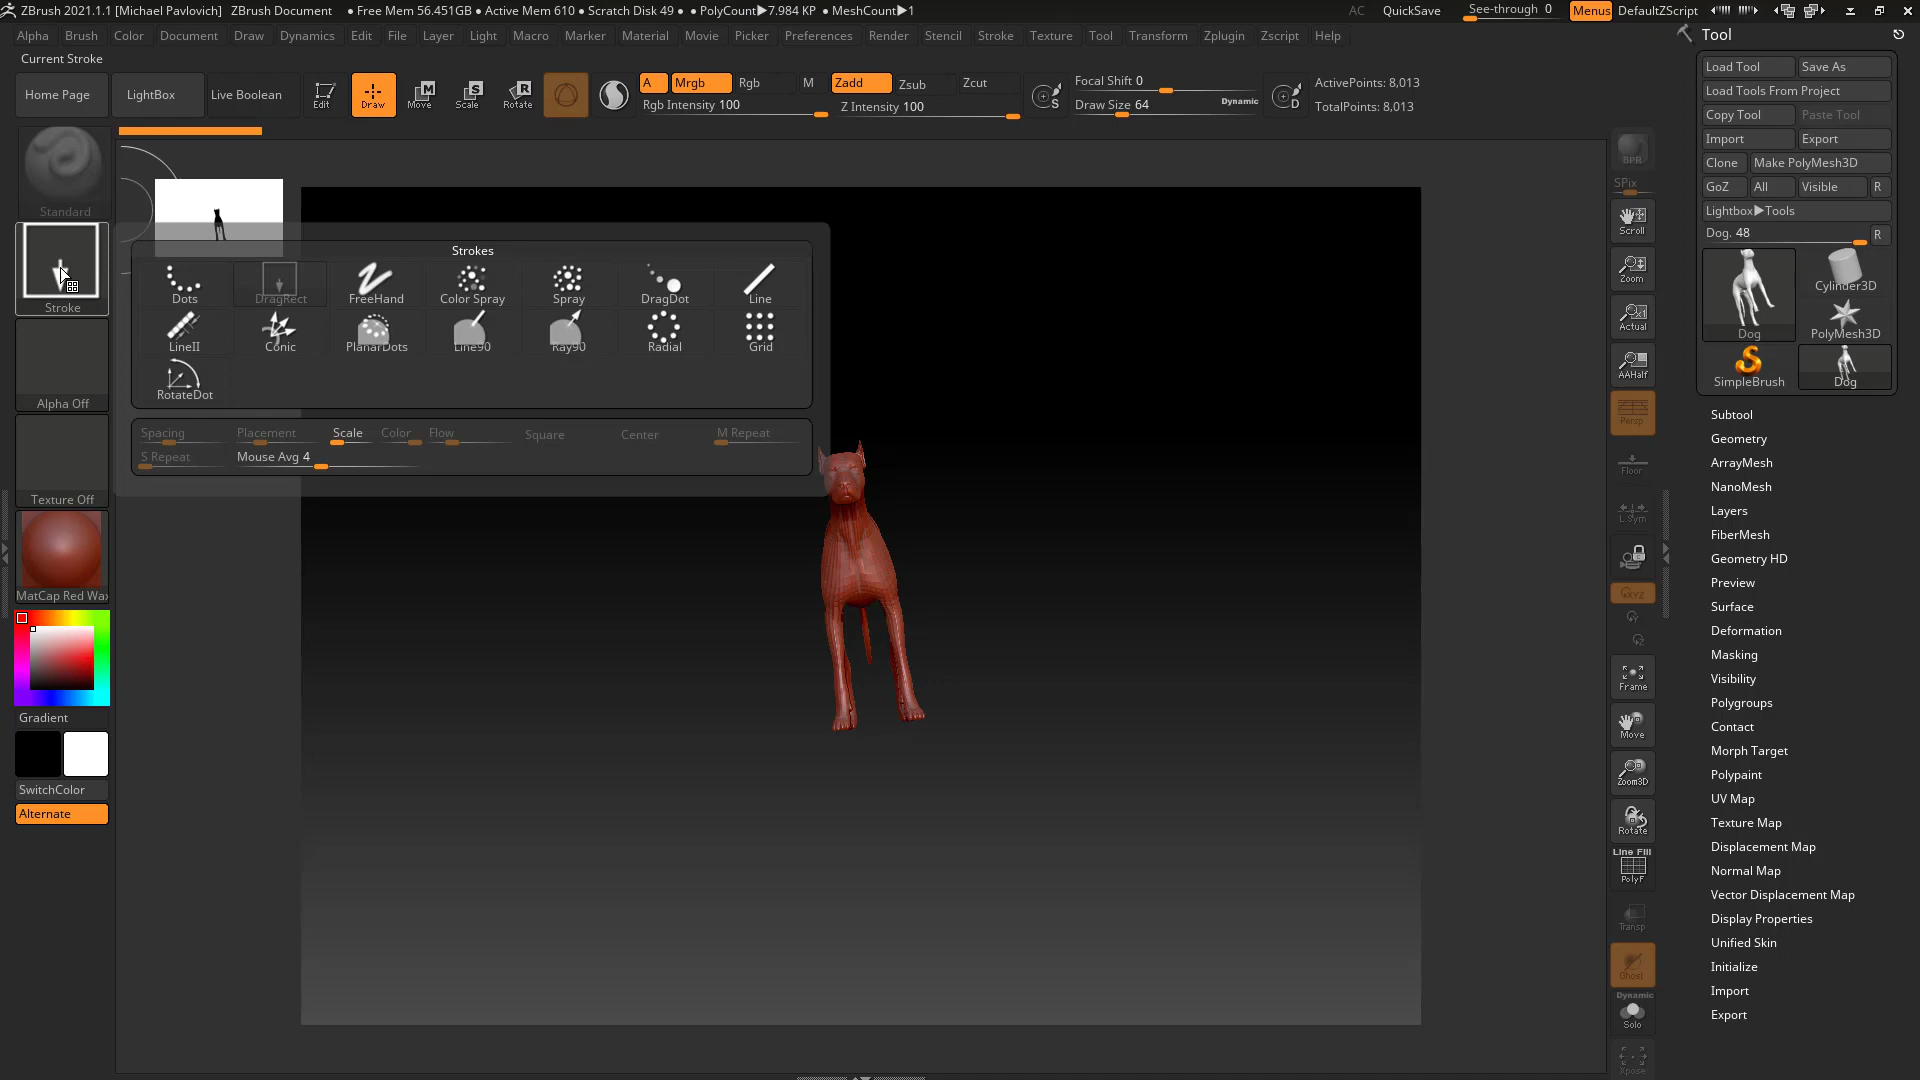 ZBrush 2021.1.1 [Michael Pavlovich] ZBrush Document ● Free Mem 56.451GB ● Active Mem 610 ● Scratch Disk 49 ● ● PolyCount▶7.984 KP ● MeshCount▶1 AC QuickSave See-through 0 Menus DefaultZScript
Alpha Brush Color Document Draw Dynamics Edit File Layer Light Macro Marker Material Movie Picker Preferences Render Stencil Stroke Texture Tool Transform Zplugin Zscript Help
Current Stroke
Home Page LightBox Live Boolean Edit Draw Move Scale Rotate
A Mrgb Rgb M Zadd Zsub Zcut
Rgb Intensity 100 Z Intensity 100
Focal Shift 0
Draw Size 64 Dynamic
ActivePoints: 8,013
TotalPoints: 8,013
Standard
Stroke
Alpha Off
Texture Off
MatCap Red Wax
Gradient
SwitchColor
Alternate
Strokes
Dots DragRect FreeHand Color Spray Spray DragDot Line
LineII Conic PlanarDots Line90 Ray90 Radial Grid
RotateDot
Spacing Placement Scale Color Flow Square Center M Repeat
S Repeat Mouse Avg 4
BPR
SPix
Scroll
Zoom
Actual
AAHalf
Persp
Floor
L.Sym
XYZ
Frame
Move
Zoom3D
Rotate
Line Fill
PolyF
Transp
Ghost
Dynamic
Solo
Xpose
Tool
Load Tool Save As
Load Tools From Project
Copy Tool Paste Tool
Import Export
Clone Make PolyMesh3D
GoZ All Visible R
Lightbox▶Tools
Dog. 48 R
Dog Cylinder3D
PolyMesh3D
SimpleBrush Dog
Subtool
Geometry
ArrayMesh
NanoMesh
Layers
FiberMesh
Geometry HD
Preview
Surface
Deformation
Masking
Visibility
Polygroups
Contact
Morph Target
Polypaint
UV Map
Texture Map
Displacement Map
Normal Map
Vector Displacement Map
Display Properties
Unified Skin
Initialize
Import
Export